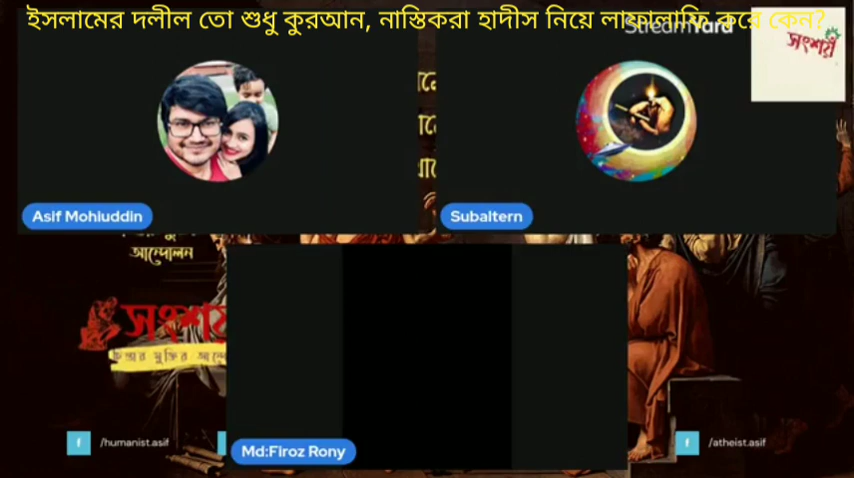 ইসলামের দলীল তো শুধু কুরআন, নাস্তিকরা হাদীস নিয়ে লাফালাফি করে কেন?
StreamYard
সংশয়
Asif Mohiuddin
Subaltern
আন্দোলন
সংশয়
চিন্তার মুক্তির
Md:Firoz Rony
/humanist.asif
/atheist.asif